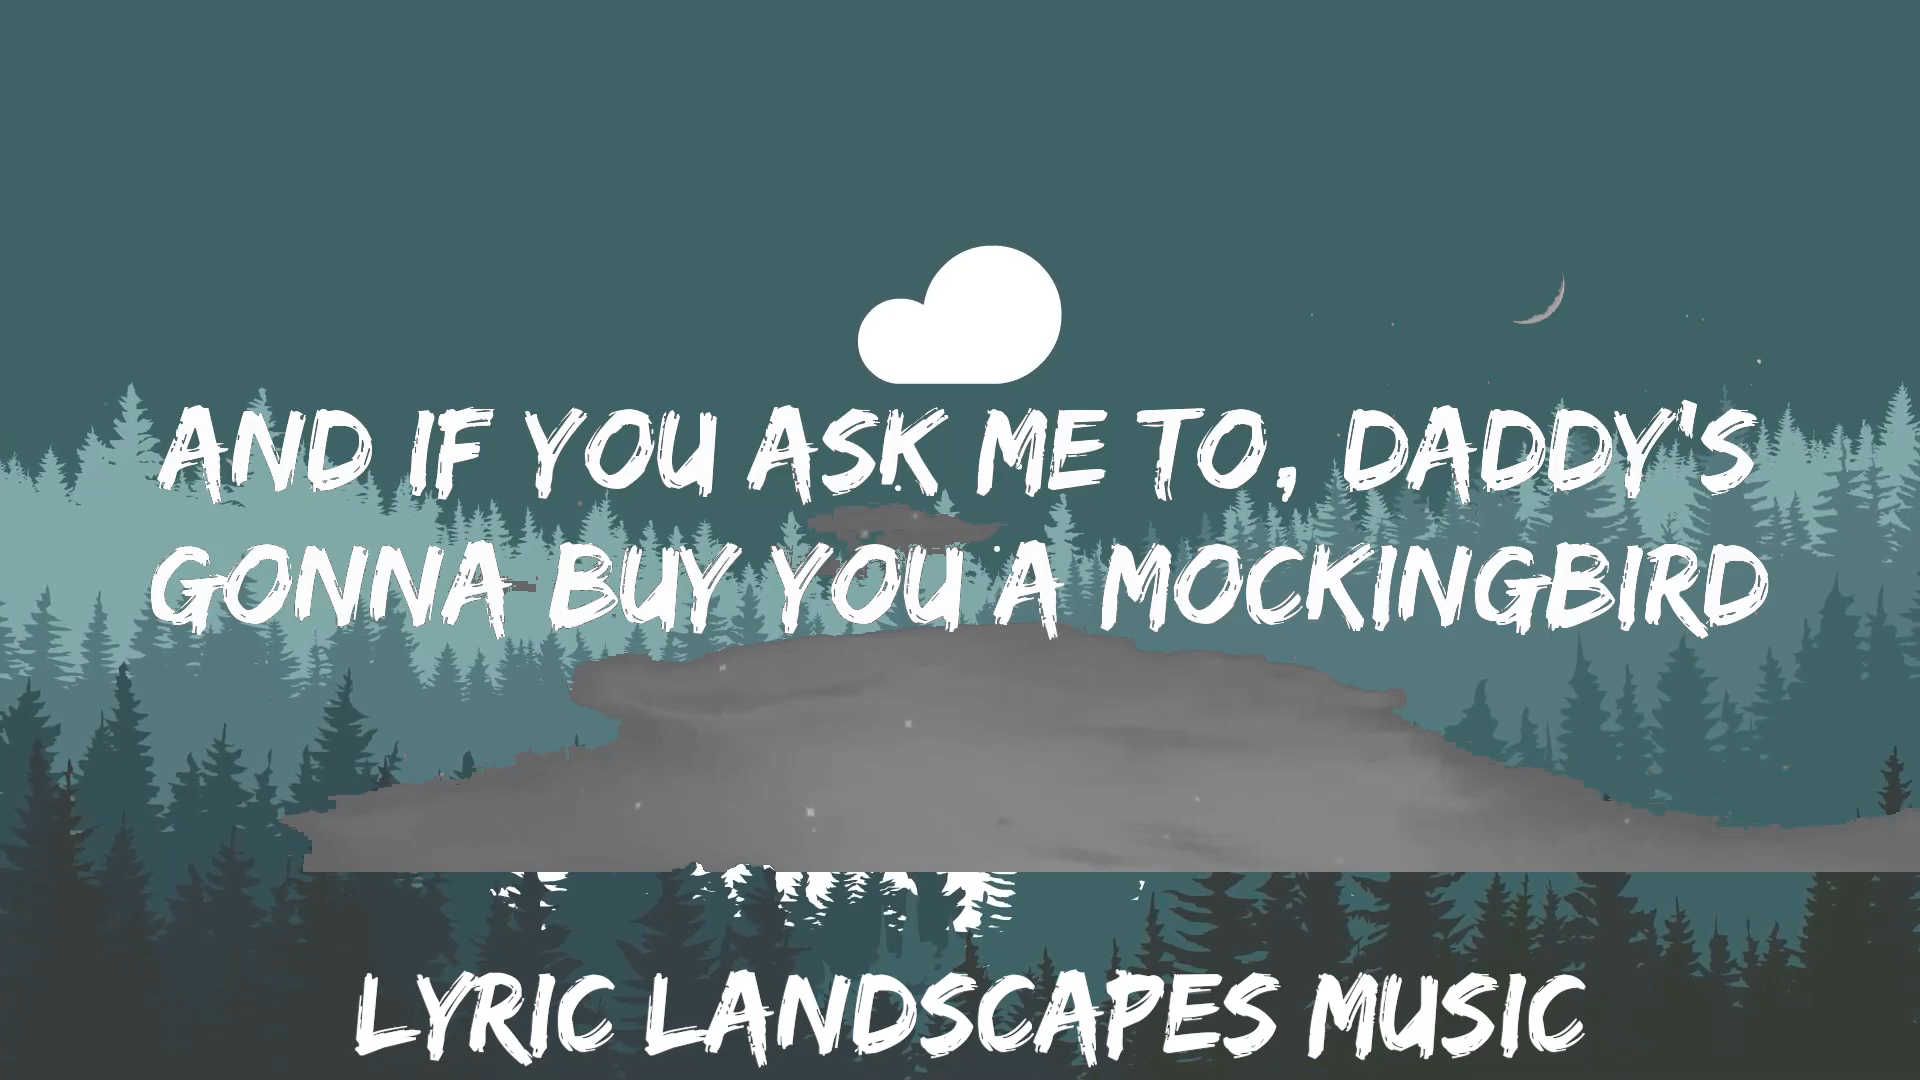 AND IF YOU ASK ME TO, DADDY'S
GONNA BUY YOU A MOCKINGBIRD
LYRIC LANDSCAPES MUSIC